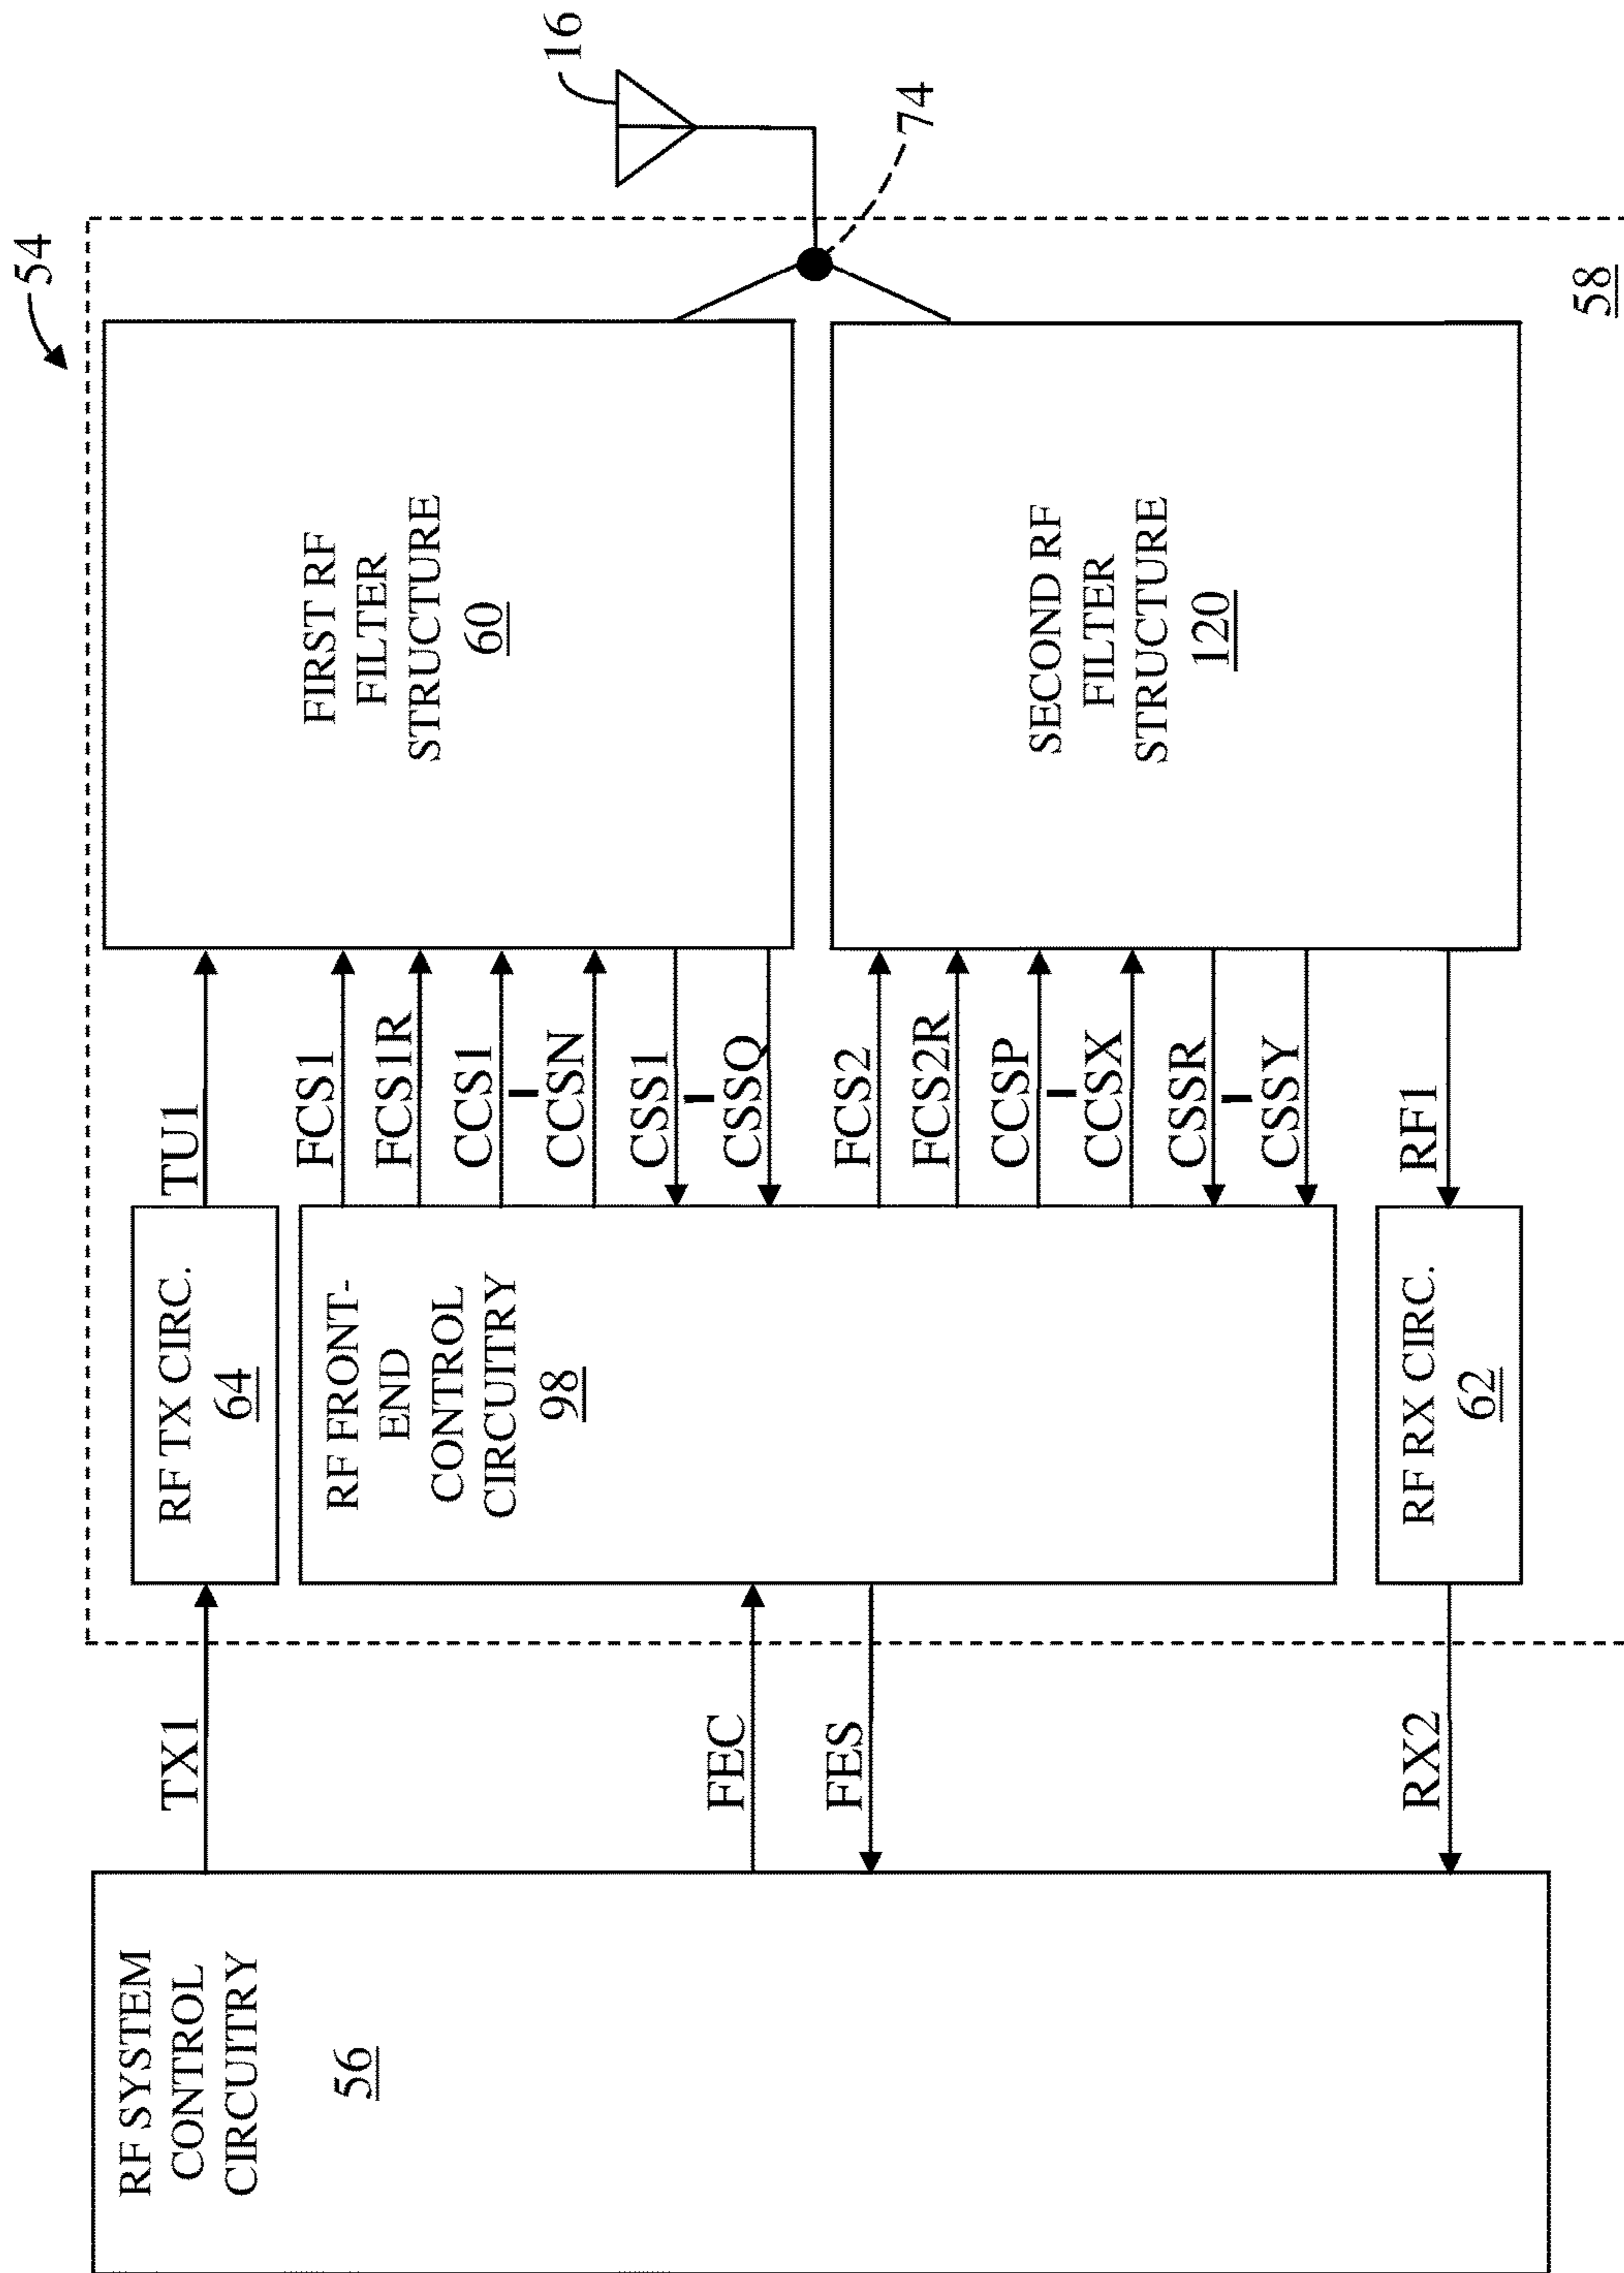 54
16
74
58
RF SYSTEM
CONTROL
CIRCUITRY
56
TX1
FEC
FES
RX2
RF TX CIRC.
64
RF FRONT-
END
CONTROL
CIRCUITRY
98
RF RX CIRC.
62
TU1
FCS1
FCS1R
CCS1
CCSN
CSS1
CSSQ
FCS2
FCS2R
CCSP
CCSX
CSSR
CSSY
RF1
FIRST RF
FILTER
STRUCTURE
60
SECOND RF
FILTER
STRUCTURE
120